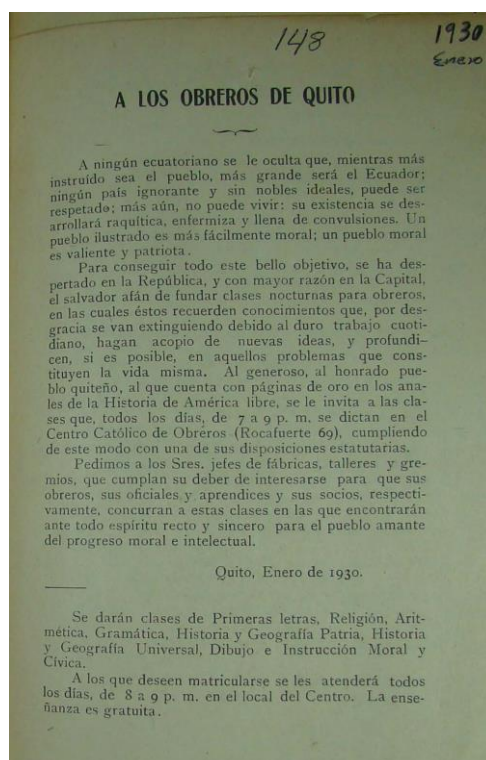 148
1930
Enero
A LOS OBREROS DE QUITO
A ningún ecuatoriano se le oculta que, mientras más
instruído sea el pueblo, más grande será el Ecuador;
ningún país ignorante y sin nobles ideales, puede ser
respetado; más aún, no puede vivir: su existencia se des-
arrollará raquítica, enfermiza y llena de convulsiones. Un
pueblo ilustrado es más fácilmente moral; un pueblo moral
es valiente y patriota.
Para conseguir todo este bello objetivo, se ha des-
pertado en la República, y con mayor razón en la Capital,
el salvador afán de fundar clases nocturnas para obreros,
en las cuales éstos recuerden conocimientos que, por des-
gracia se van extinguiendo debido al duro trabajo cuoti-
diano, hagan acopio de nuevas ideas, y profundi-
cen, si es posible, en aquellos problemas que cons-
tituyen la vida misma. Al generoso, al honrado pue-
blo quiteño, al que cuenta con páginas de oro en los ana-
les de la Historia de América libre, se le invita a las cla-
ses que, todos los días, de 7 a 9 p. m. se dictan en el
Centro Católico de Obreros (Rocafuerte 69), cumpliendo
de este modo con una de sus disposiciones estatutarias.
Pedimos a los Sres. jefes de fábricas, talleres y gre-
mios, que cumplan su deber de interesarse para que sus
obreros, sus oficiales y aprendices y sus socios, respecti-
vamente, concurran a estas clases en las que encontrarán
ante todo espíritu recto y sincero para el pueblo amante
del progreso moral e intelectual.
Quito, Enero de 1930.
Se darán clases de Primeras letras, Religión, Arit-
mética, Gramática, Historia y Geografía Patria, Historia
y Geografía Universal, Dibujo e Instrucción Moral y
Cívica.
A los que deseen matricularse se les atenderá todos
los días, de 8 a 9 p. m. en el local del Centro. La ense-
ñanza es gratuita.